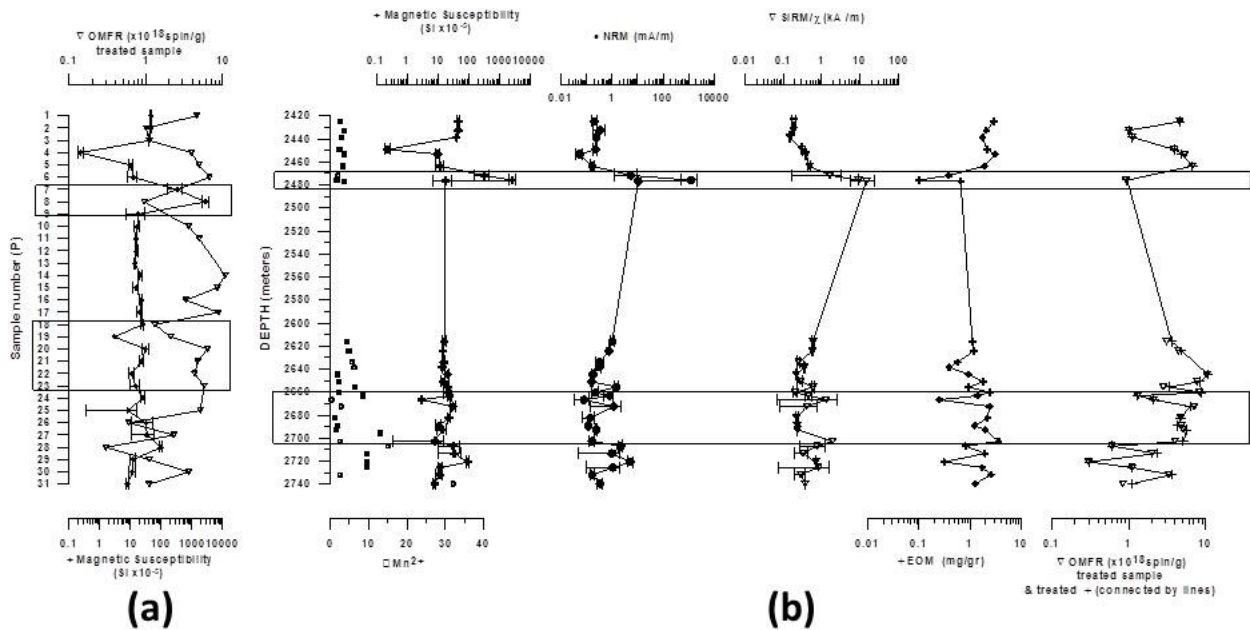 ▽ OMFR (x10¹⁸spin/g)
treated sample
0.1 1 10
Sample number (P)
1
2
3
4
5
6
7
8
9
10
11
12
13
14
15
16
17
18
19
20
21
22
23
24
25
26
27
28
29
30
31
0.1 1 10 100 10000
+ Magnetic Susceptibility
(SI x10⁻⁵)
(a)
+ Magnetic Susceptibility
(SI x10⁻⁵)
0.1 1 10 100 10000
• NRM (mA/m)
0.01 0.1 1 10 100 10000
▽ SIRM/χ (kA /m)
0.01 0.1 1 10 100
DEPTH (meters)
2420
2440
2460
2480
2500
2520
2540
2560
2580
2600
2620
2640
2660
2680
2700
2720
2740
0 10 20 30 40
□ Mn²⁺
0.01 0.1 1 10
+ EOM (mg/gr)
0.1 1 10
▽ OMFR (x10¹⁸spin/g)
treated sample
& treated + (connected by lines)
(b)